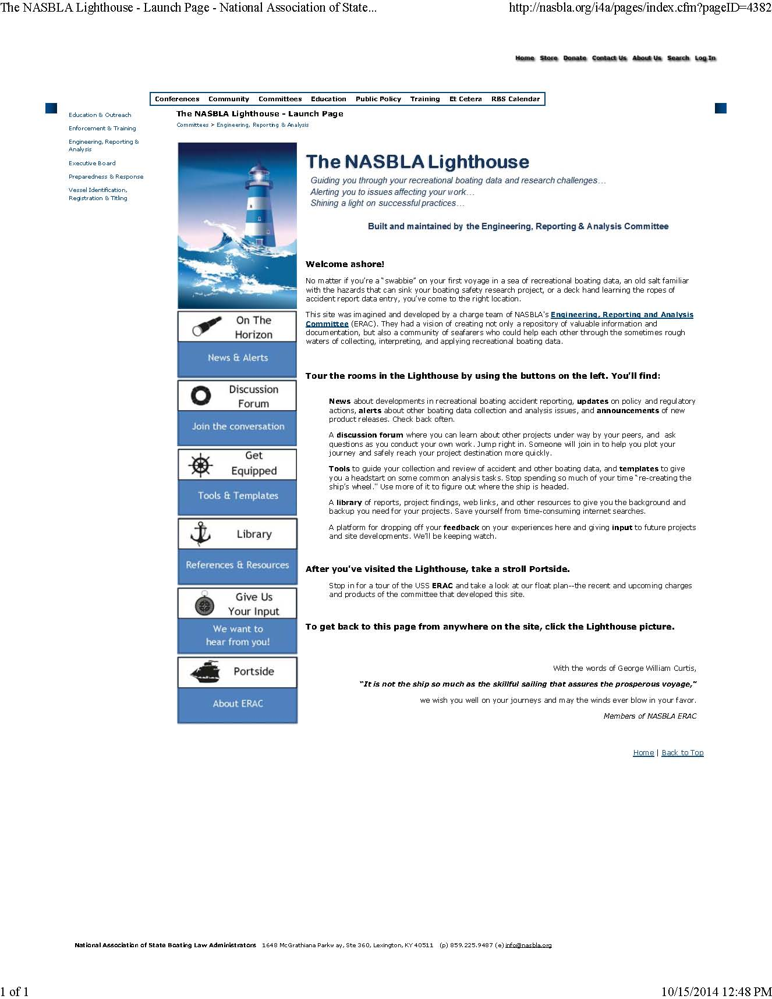 The NASBLA Lighthouse - Launch Page - National Association of State...
http://nasbla.org/i4a/pages/index.cfm?pageID=4382
Home Store Donate Contact Us About Us Search Log In
Conferences Community Committees Education Public Policy Training Et Cetera RBS Calendar
Education & Outreach
Enforcement & Training
Engineering, Reporting &
Analysis
Executive Board
Preparedness & Response
Vessel Identification,
Registration & Titling
The NASBLA Lighthouse - Launch Page
Committees > Engineering, Reporting & Analysis
The NASBLA Lighthouse
Guiding you through your recreational boating data and research challenges…
Alerting you to issues affecting your work…
Shining a light on successful practices…
Built and maintained by the Engineering, Reporting & Analysis Committee
On The
Horizon
News & Alerts
Discussion
Forum
Join the conversation
Get
Equipped
Tools & Templates
Library
References & Resources
Give Us
Your Input
We want to
hear from you!
Portside
About ERAC
Welcome ashore!
No matter if you're a “swabbie” on your first voyage in a sea of recreational boating data, an old salt familiar
with the hazards that can sink your boating safety research project, or a deck hand learning the ropes of
accident report data entry, you've come to the right location.
This site was imagined and developed by a charge team of NASBLA's Engineering, Reporting and Analysis
Committee (ERAC). They had a vision of creating not only a repository of valuable information and
documentation, but also a community of seafarers who could help each other through the sometimes rough
waters of collecting, interpreting, and applying recreational boating data.
Tour the rooms in the Lighthouse by using the buttons on the left. You'll find:
News about developments in recreational boating accident reporting, updates on policy and regulatory
actions, alerts about other boating data collection and analysis issues, and announcements of new
product releases. Check back often.
A discussion forum where you can learn about other projects under way by your peers, and ask
questions as you conduct your own work. Jump right in. Someone will join in to help you plot your
journey and safely reach your project destination more quickly.
Tools to guide your collection and review of accident and other boating data, and templates to give
you a headstart on some common analysis tasks. Stop spending so much of your time “re-creating the
ship's wheel." Use more of it to figure out where the ship is headed.
A library of reports, project findings, web links, and other resources to give you the background and
backup you need for your projects. Save yourself from time-consuming internet searches.
A platform for dropping off your feedback on your experiences here and giving input to future projects
and site developments. We'll be keeping watch.
After you've visited the Lighthouse, take a stroll Portside.
Stop in for a tour of the USS ERAC and take a look at our float plan--the recent and upcoming charges
and products of the committee that developed this site.
To get back to this page from anywhere on the site, click the Lighthouse picture.
With the words of George William Curtis,
“It is not the ship so much as the skillful sailing that assures the prosperous voyage,"
we wish you well on your journeys and may the winds ever blow in your favor.
Members of NASBLA ERAC
Home | Back to Top
National Association of State Boating Law Administrators 1648 McGrathiana Parkway, Ste 360, Lexington, KY 40511 (p) 859.225.9487 (e) info@nasbla.org
1 of 1
10/15/2014 12:48 PM